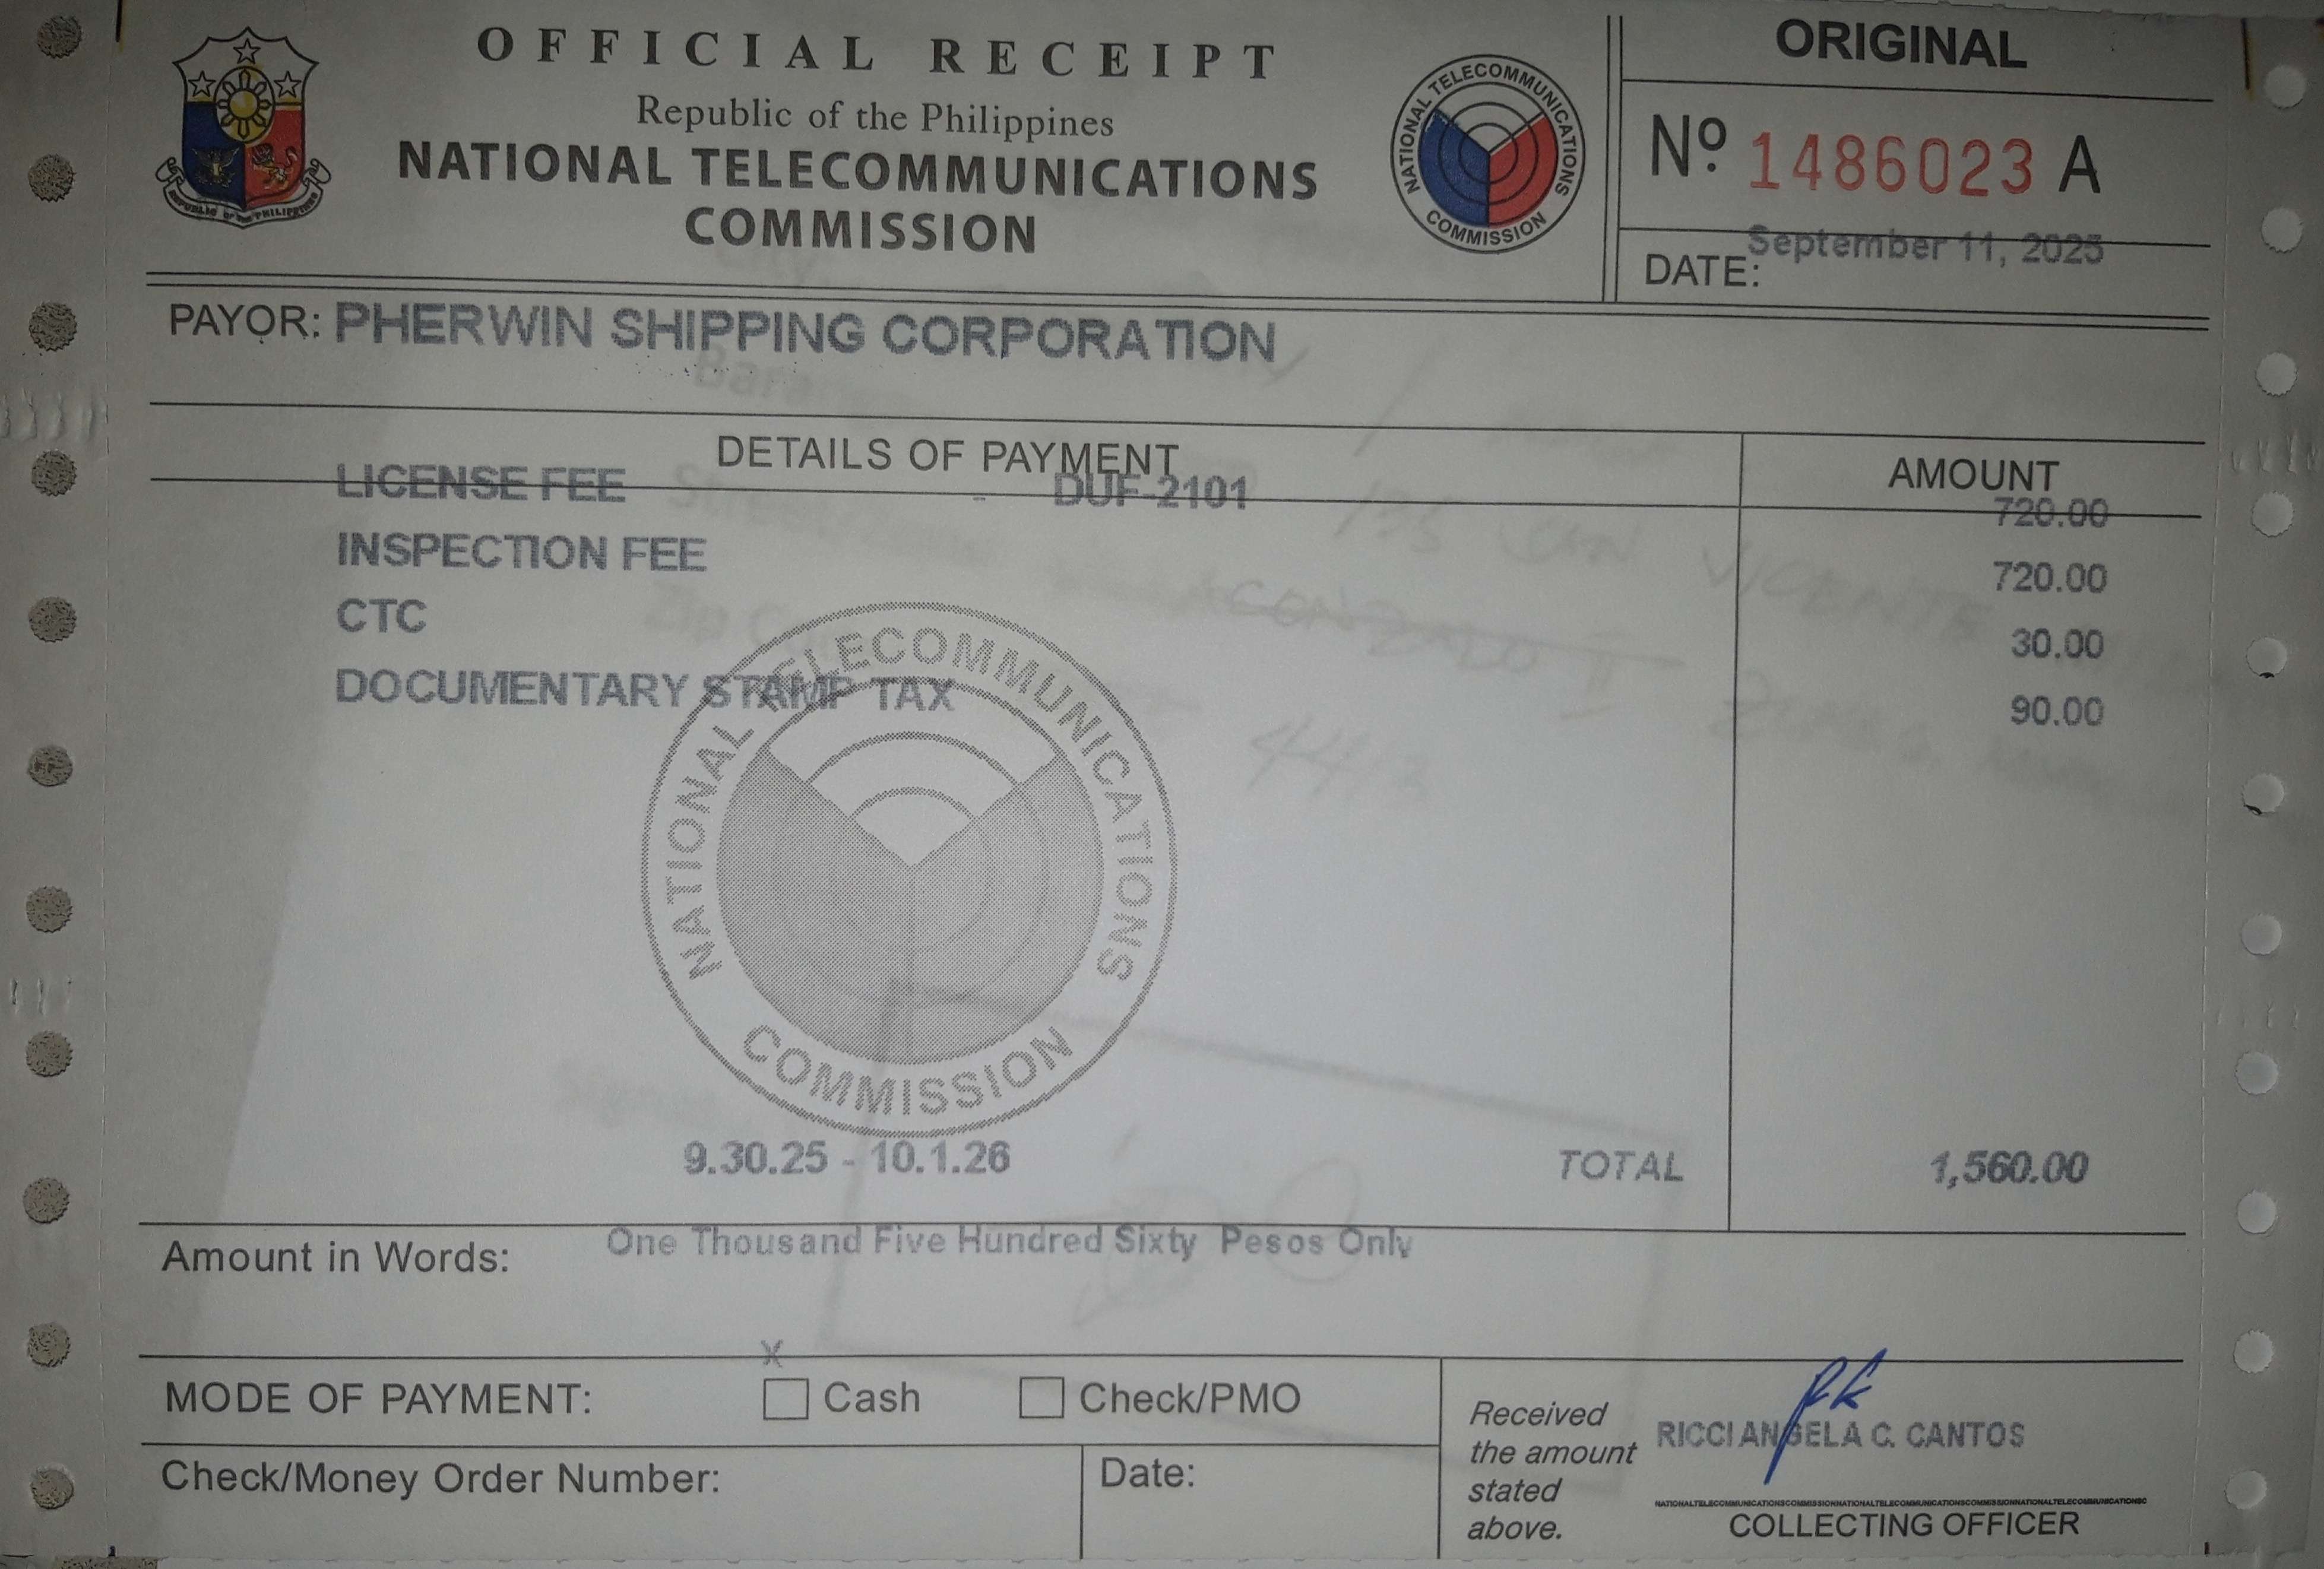 OFFICIAL RECEIPT
Republic of the Philippines
NATIONAL TELECOMMUNICATIONS
COMMISSION
REPUBLIC OF THE PHILIPPINES
NATIONAL TELECOMMUNICATIONS COMMISSION
ORIGINAL
Nº 1486023 A
DATE: September 11, 2025
PAYOR: PHERWIN SHIPPING CORPORATION
DETAILS OF PAYMENT AMOUNT
LICENSE FEE - DUF-2101 720.00
INSPECTION FEE 720.00
CTC 30.00
DOCUMENTARY STAMP TAX 90.00
NATIONAL TELECOMMUNICATIONS COMMISSION
9.30.25 - 10.1.26 TOTAL 1,560.00
Amount in Words: One Thousand Five Hundred Sixty Pesos Only
x
MODE OF PAYMENT: Cash Check/PMO
Check/Money Order Number: Date:
Received
the amount
stated
above.
RICCI ANGELA C. CANTOS
COLLECTING OFFICER